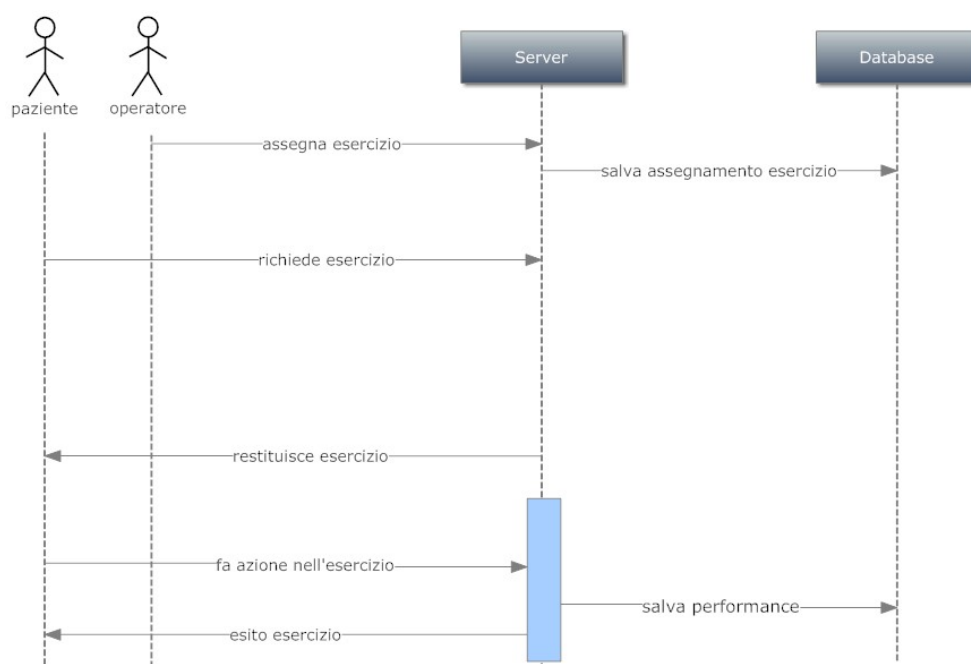 Server
Database
paziente
operatore
assegna esercizio
salva assegnamento esercizio
richiede esercizio
restituisce esercizio
fa azione nell'esercizio
salva performance
esito esercizio